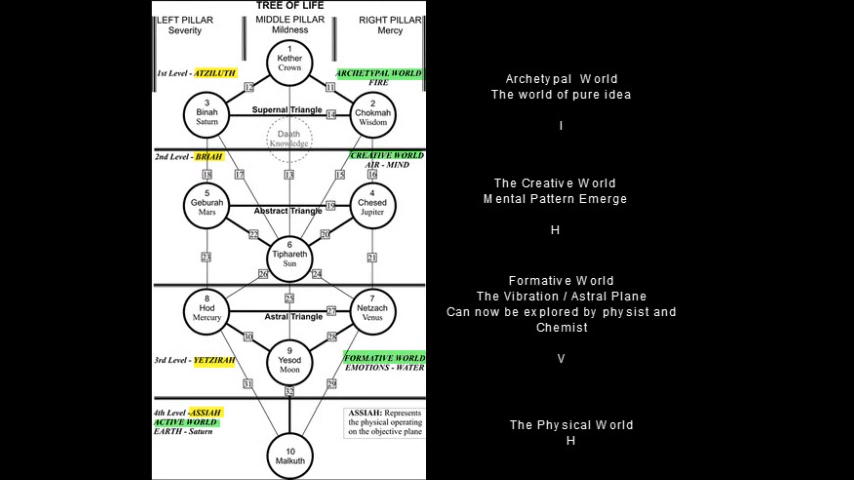 TREE OF LIFE
LEFT PILLAR
Severity
MIDDLE PILLAR
Mildness
RIGHT PILLAR
Mercy
1
Kether
Crown
1st Level - ATZILUTH
ARCHETYPAL WORLD
FIRE
12
11
3
Binah
Saturn
Supernal Triangle
14
2
Chokmah
Wisdom
Daath
Knowledge
2nd Level - BRIAH
CREATIVE WORLD
AIR - MIND
18
17
13
15
16
5
Geburah
Mars
Abstract Triangle
19
4
Chesed
Jupiter
22
20
6
Tiphareth
Sun
23
21
26
24
25
8
Hod
Mercury
Astral Triangle
27
7
Netzach
Venus
30
28
9
Yesod
Moon
3rd Level - YETZIRAH
FORMATIVE WORLD
EMOTIONS - WATER
31
32
29
4th Level -ASSIAH
ACTIVE WORLD
EARTH - Saturn
ASSIAH: Represents
the physical operating
on the objective plane
10
Malkuth
Archetypal World
The world of pure idea
I
The Creative World
Mental Pattern Emerge
H
Formative World
The Vibration / Astral Plane
Can now be explored by physist and
Chemist
V
The Physical World
H